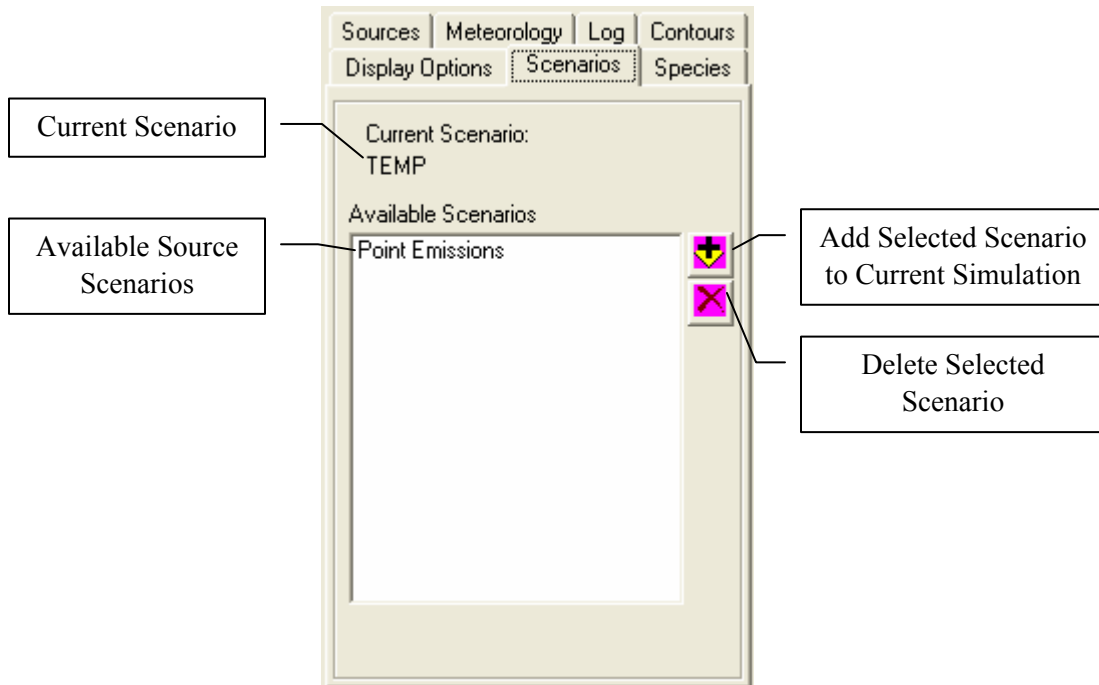 Sources Meteorology Log Contours
Display Options Scenarios Species
Current Scenario
Current Scenario:
TEMP
Available Source
Scenarios
Available Scenarios
Point Emissions
Add Selected Scenario
to Current Simulation
Delete Selected
Scenario